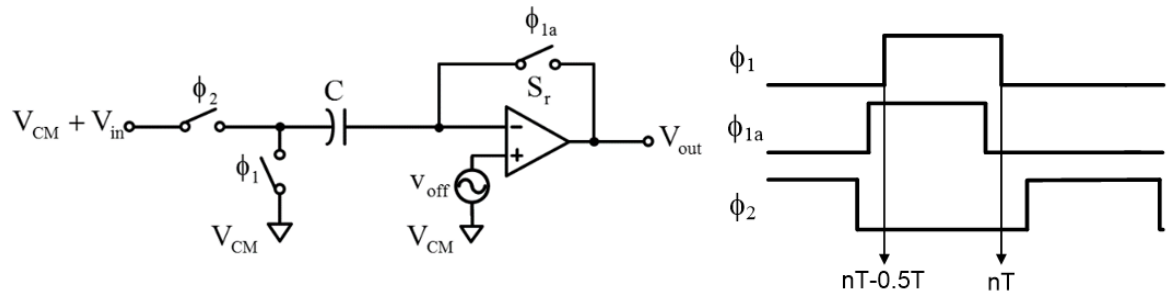 ϕ1a
ϕ2
C
Sr
VCM + Vin
ϕ1
−
+
voff
Vout
VCM
VCM
ϕ1
ϕ1a
ϕ2
nT-0.5T
nT